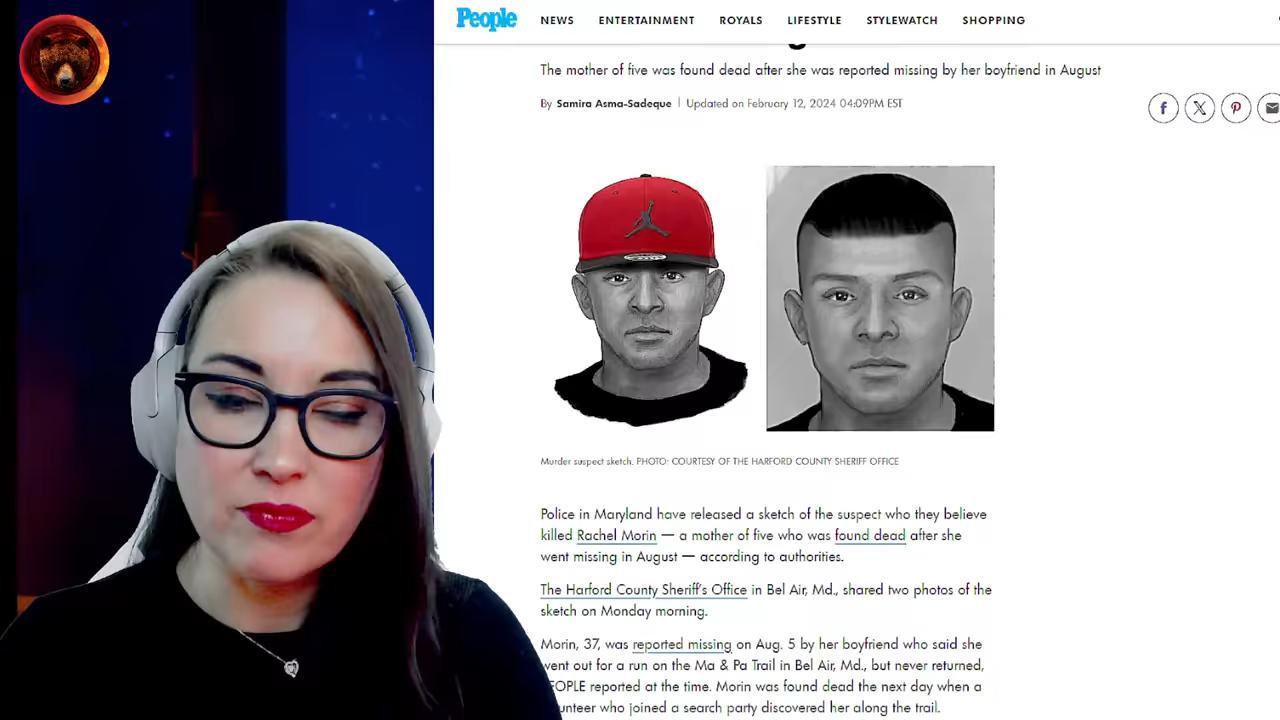 People
NEWS
ENTERTAINMENT
ROYALS
LIFESTYLE
STYLEWATCH
SHOPPING
The mother of five was found dead after she was reported missing by her boyfriend in August
By Samira Asma-Sadeque | Updated on February 12, 2024 04:09PM EST
Murder suspect sketch. PHOTO: COURTESY OF THE HARFORD COUNTY SHERIFF OFFICE
Police in Maryland have released a sketch of the suspect who they believe
killed Rachel Morin — a mother of five who was found dead after she
went missing in August — according to authorities.
The Harford County Sheriff's Office in Bel Air, Md., shared two photos of the
sketch on Monday morning.
Morin, 37, was reported missing on Aug. 5 by her boyfriend who said she
went out for a run on the Ma & Pa Trail in Bel Air, Md., but never returned,
EOPLE reported at the time. Morin was found dead the next day when a
unteer who joined a search party discovered her along the trail.